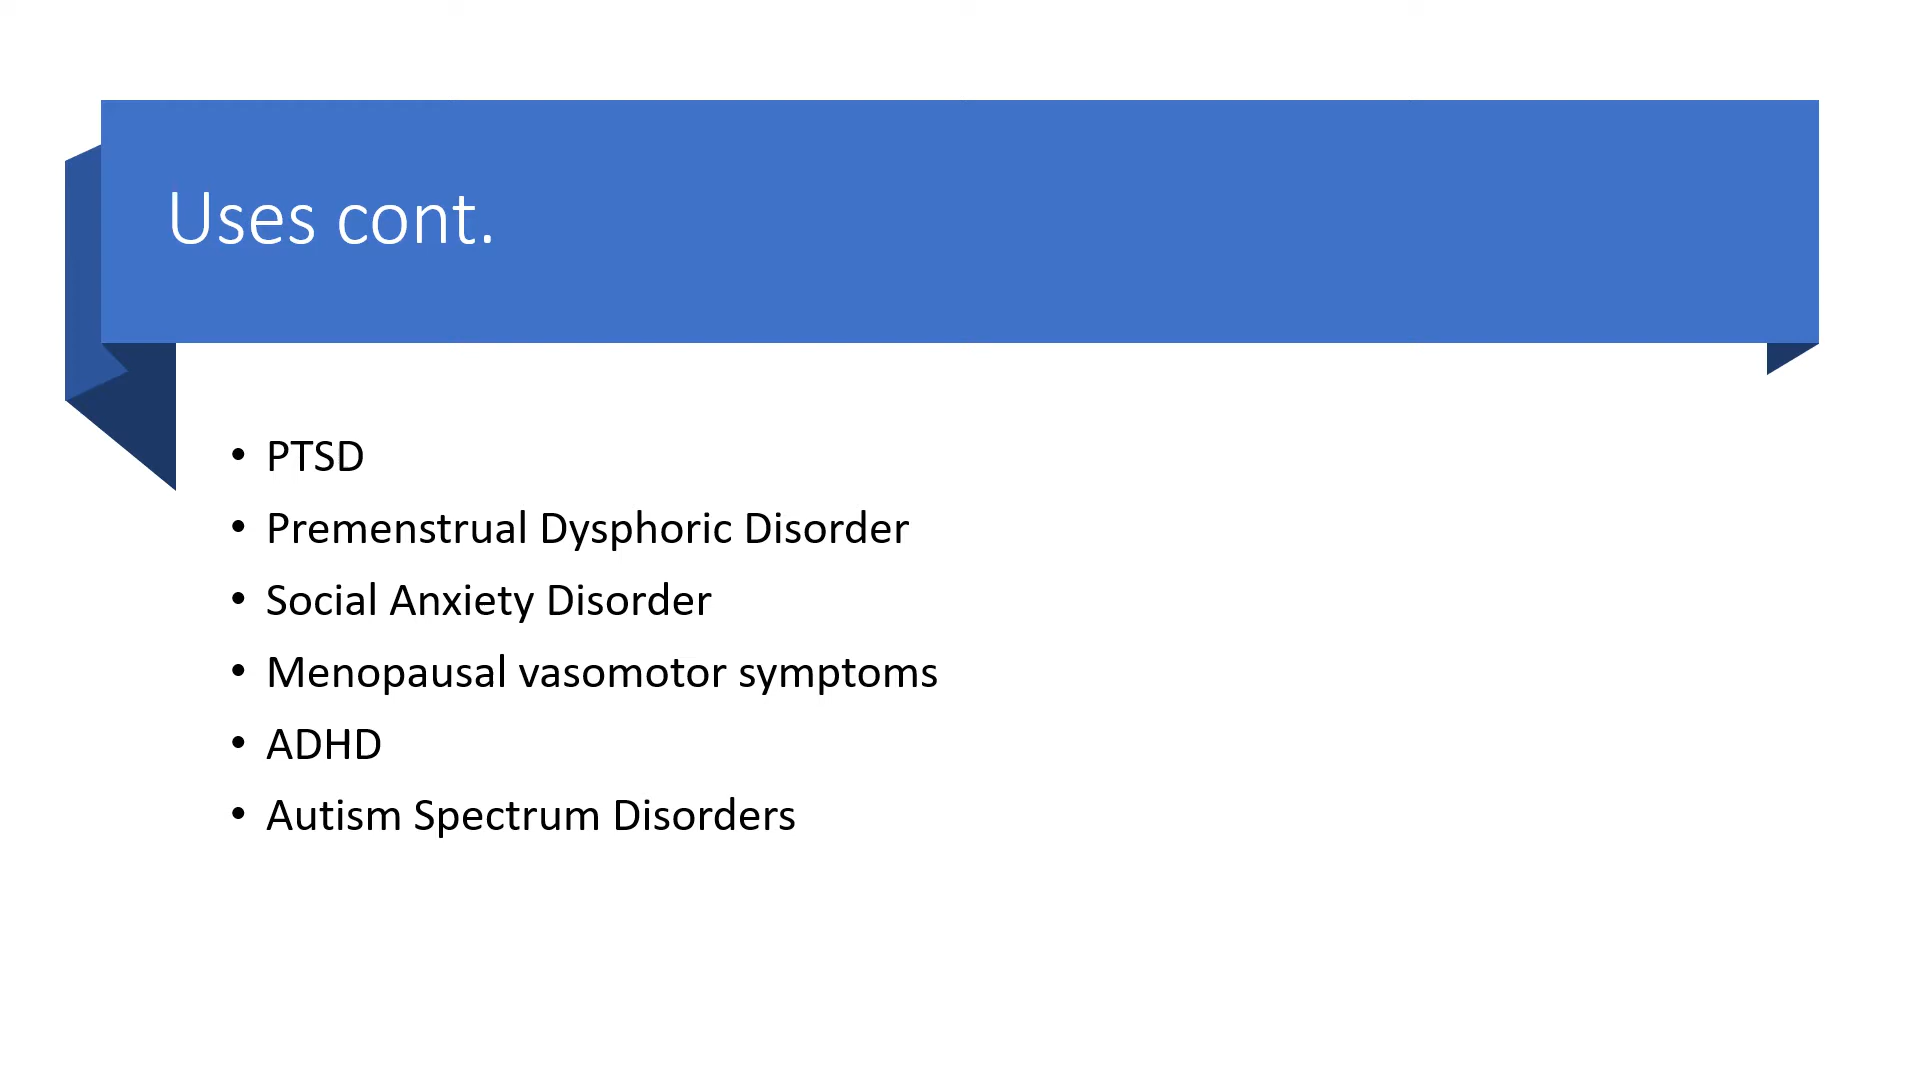 Uses cont.
• PTSD
• Premenstrual Dysphoric Disorder
• Social Anxiety Disorder
• Menopausal vasomotor symptoms
• ADHD
• Autism Spectrum Disorders